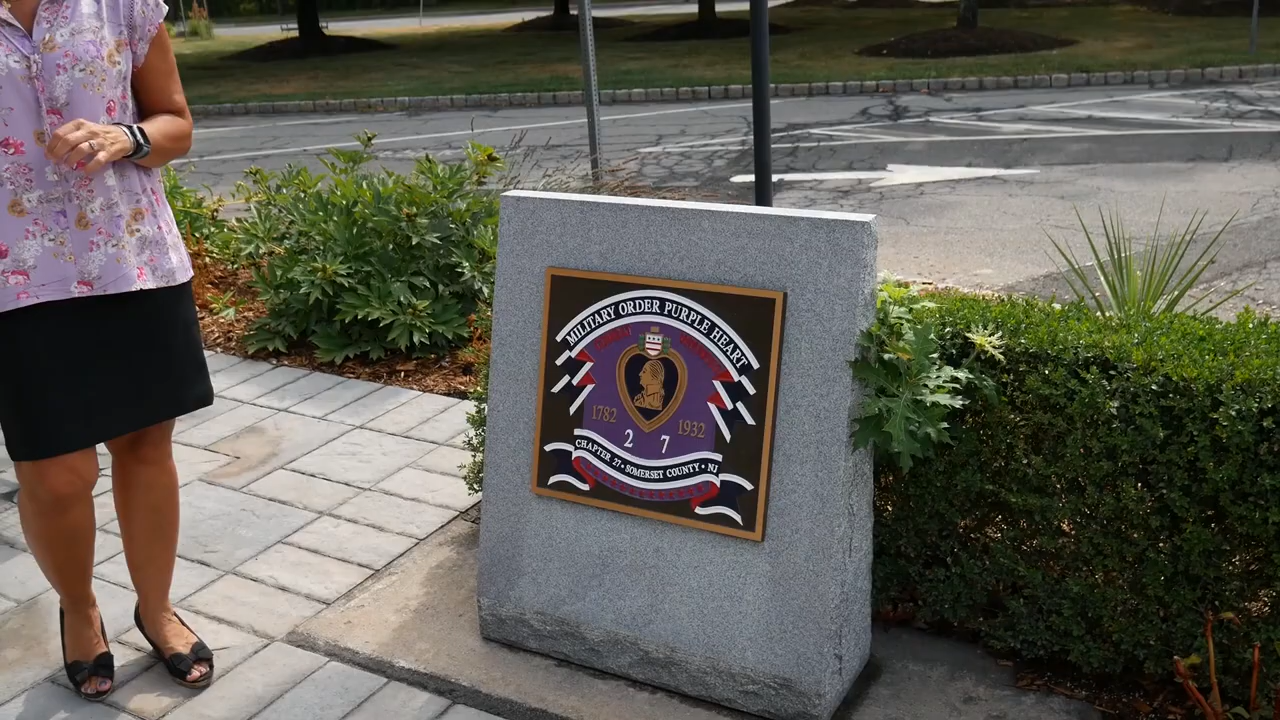 MILITARY ORDER PURPLE HEART
1782 1932
2 7
CHAPTER 27 • SOMERSET COUNTY • NJ